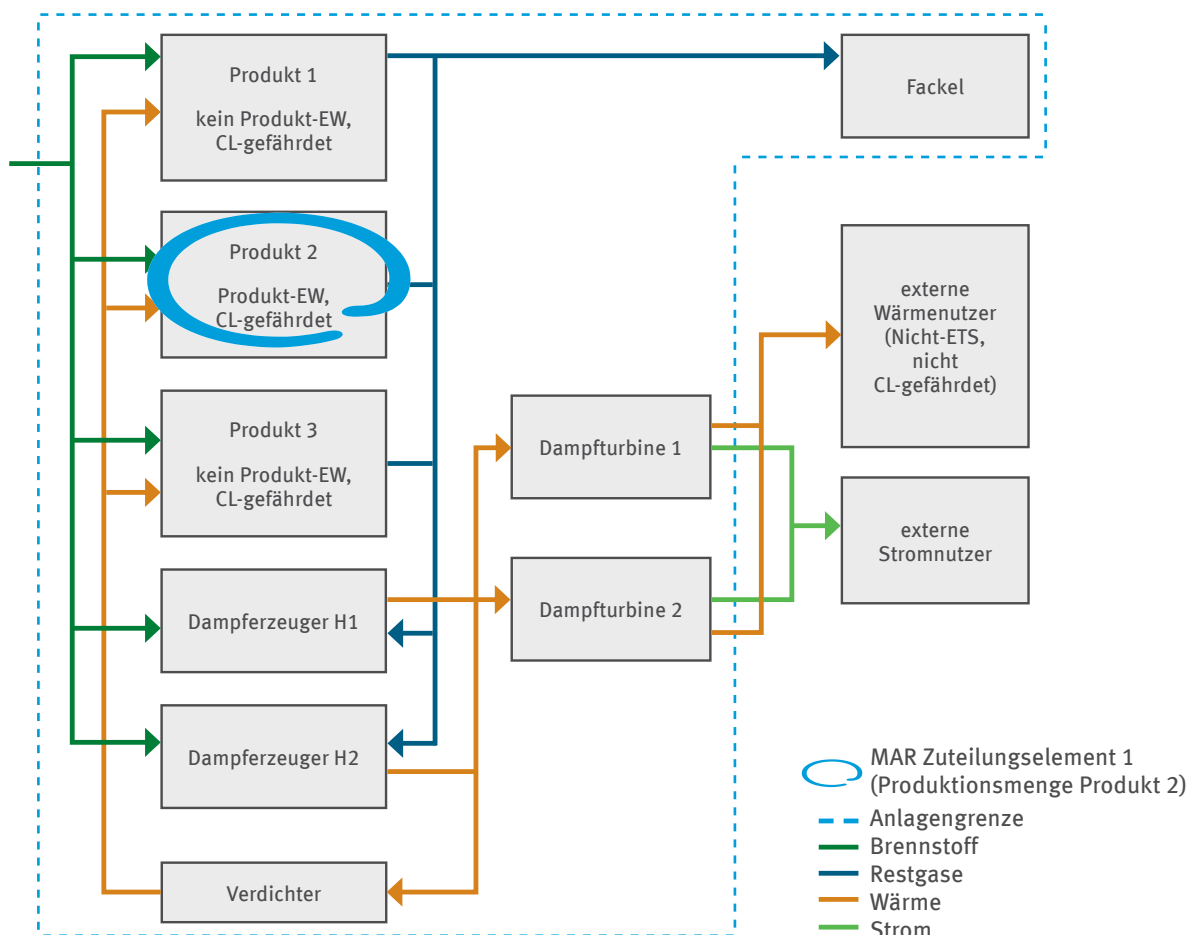 Produkt 1
kein Produkt-EW,
CL-gefährdet
Fackel
Produkt 2
Produkt-EW,
CL-gefährdet
externe
Wärmenutzer
(Nicht-ETS,
nicht
CL-gefährdet)
Produkt 3
kein Produkt-EW,
CL-gefährdet
Dampfturbine 1
externe
Stromnutzer
Dampferzeuger H1
Dampfturbine 2
Dampferzeuger H2
Verdichter
MAR Zuteilungselement 1
(Produktionsmenge Produkt 2)
Anlagengrenze
Brennstoff
Restgase
Wärme
Strom